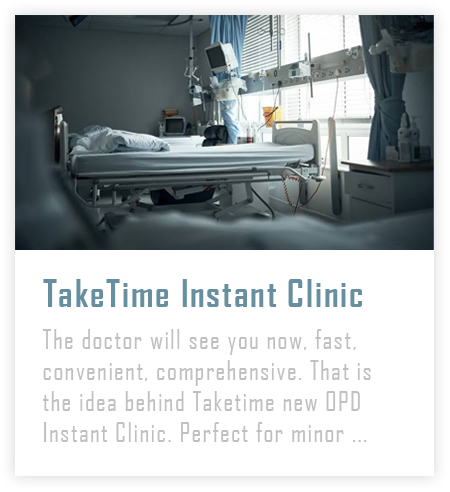 TakeTime Instant Clinic
The doctor will see you now, fast,
convenient, comprehensive. That is
the idea behind Taketime new OPD
Instant Clinic. Perfect for minor ...